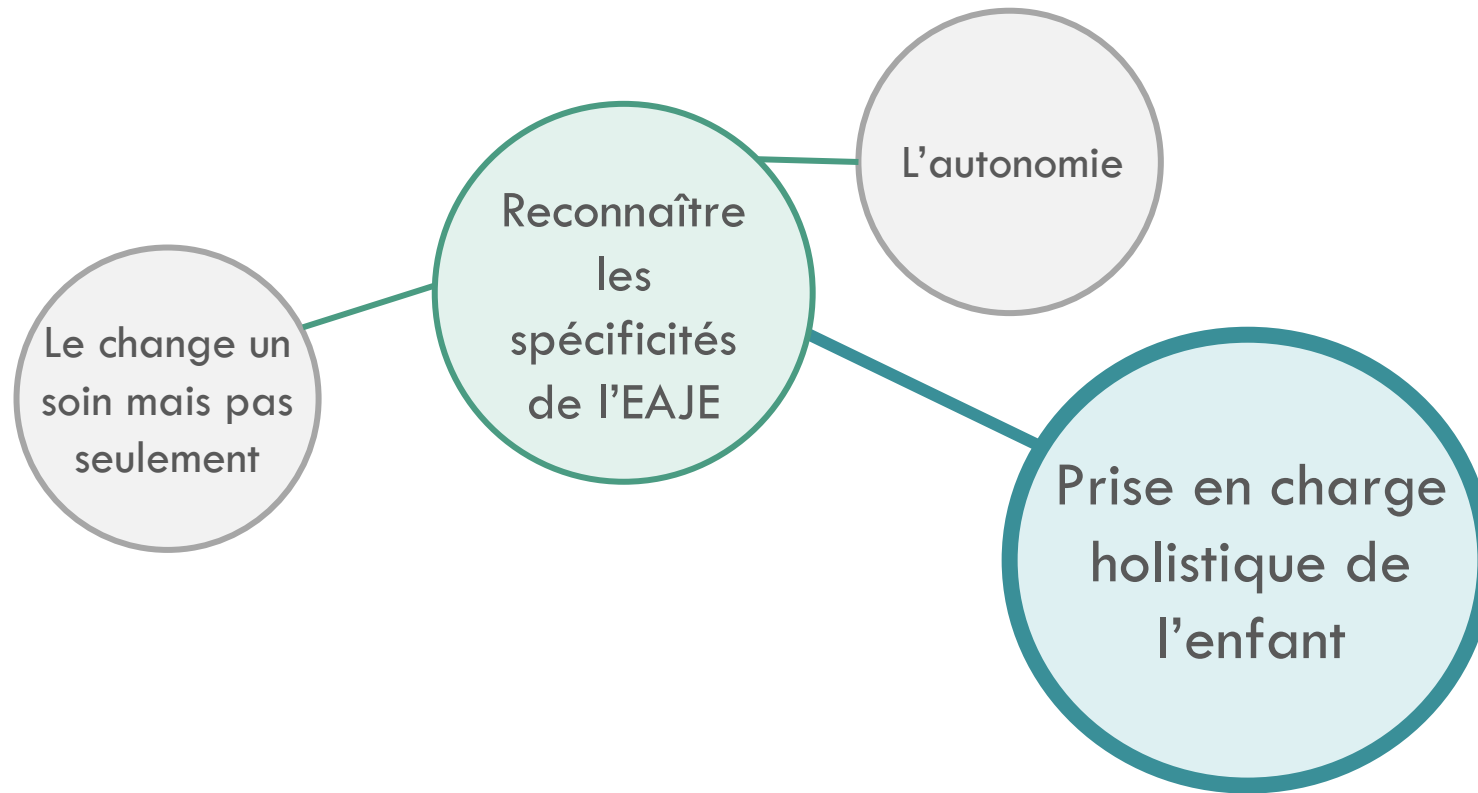 L’autonomie
Reconnaître
les
spécificités
de l’EAJE
Le change un
soin mais pas
seulement
Prise en charge
holistique de
l’enfant